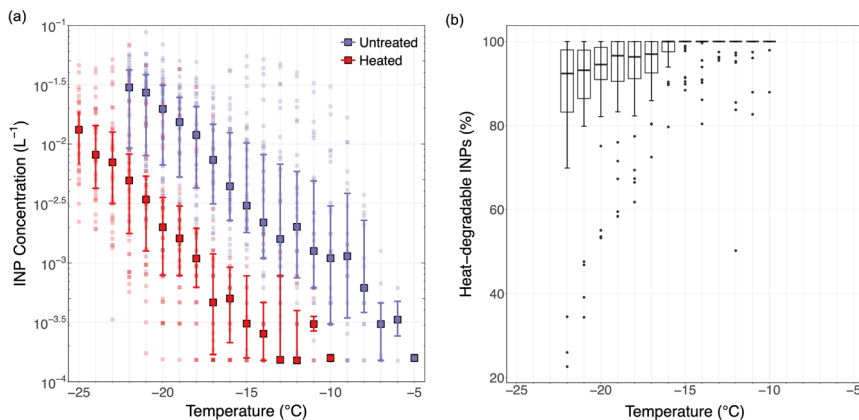 (a)
(b)
Untreated
Heated
INP Concentration (L⁻¹)
10⁻¹
10⁻¹·⁵
10⁻²
10⁻²·⁵
10⁻³
10⁻³·⁵
10⁻⁴
−25
−20
−15
−10
−5
Temperature (°C)
Heat−degradable INPs (%)
100
80
60
40
20
−25
−20
−15
−10
−5
Temperature (°C)